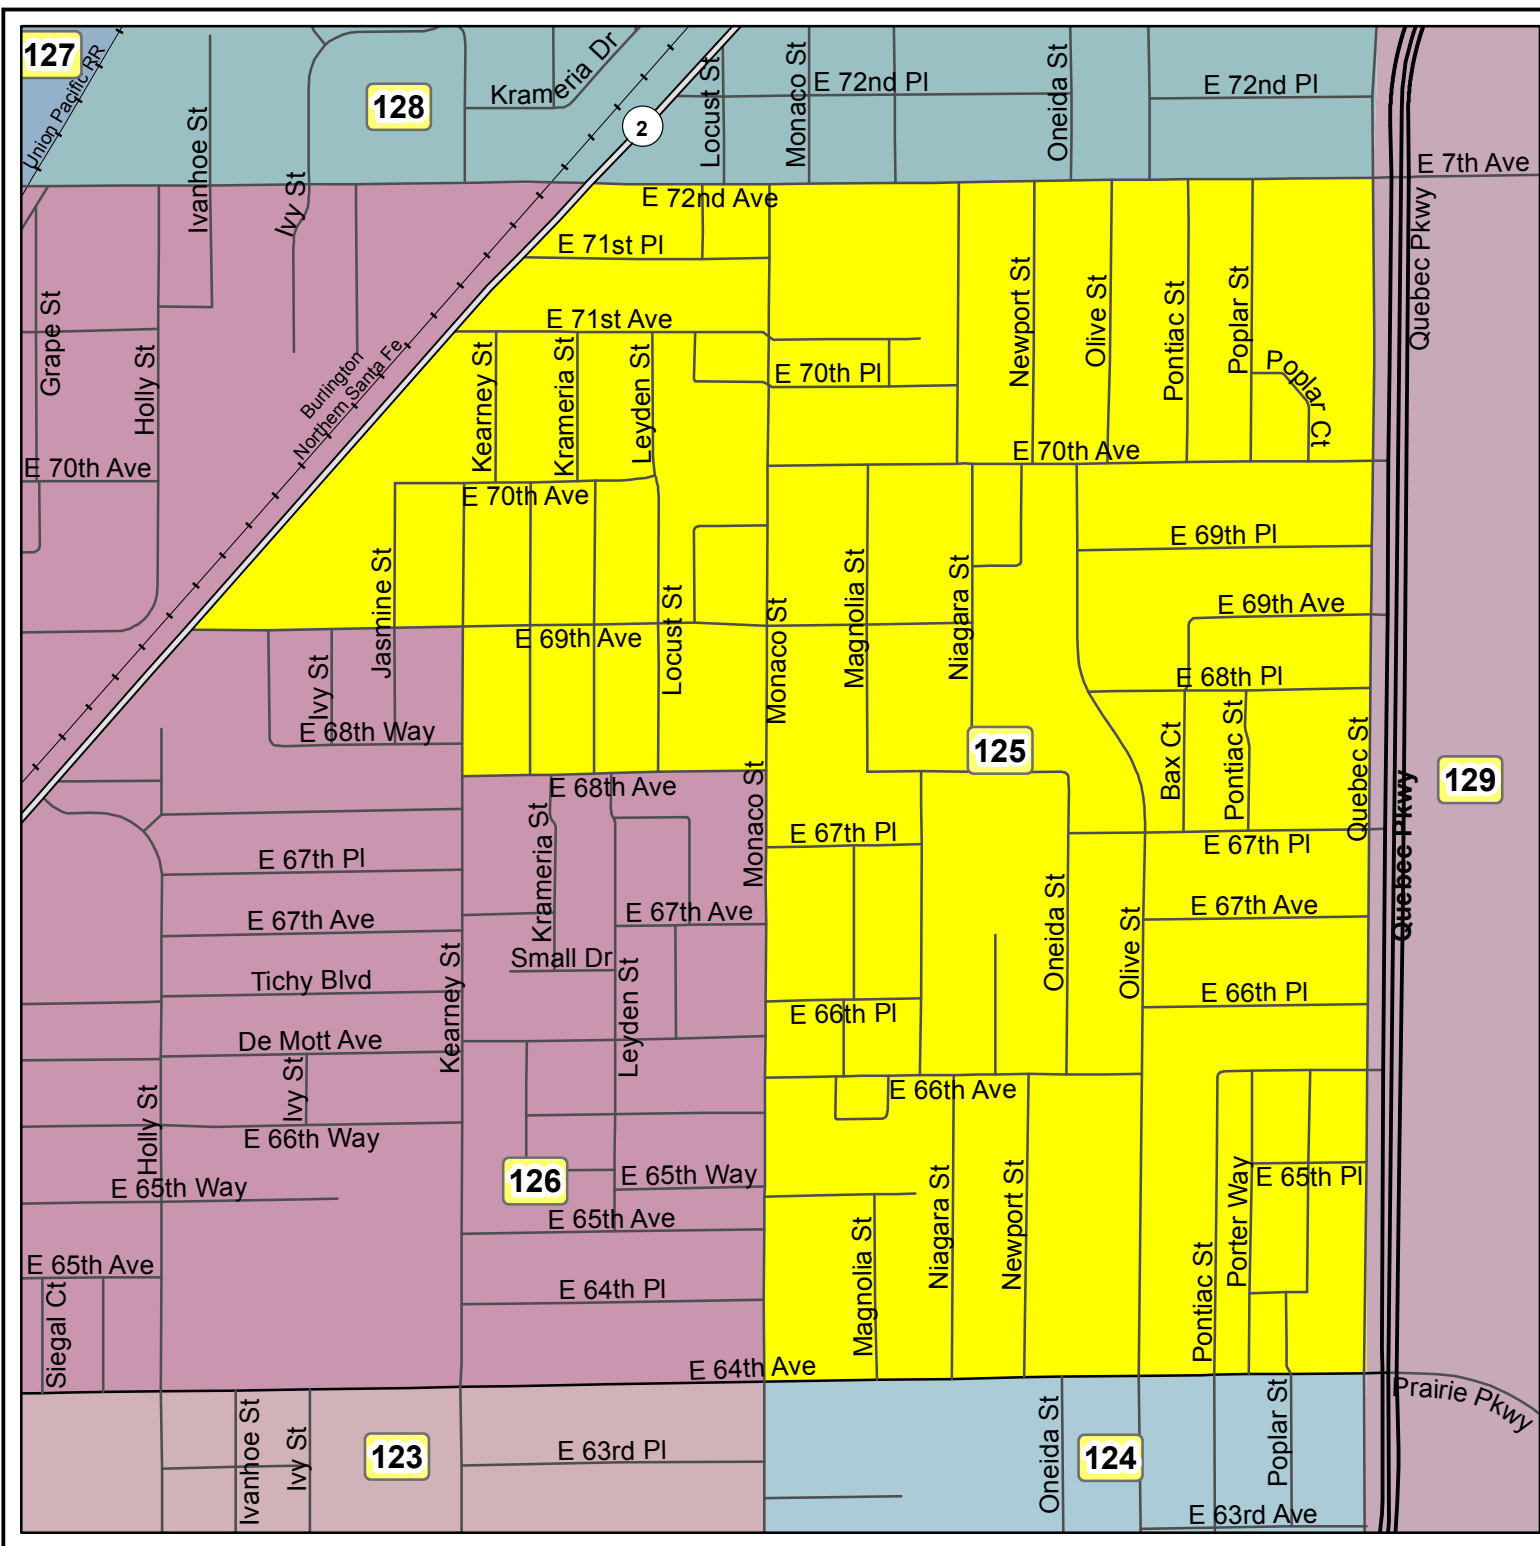 127
Union Pacific RR
Ivanhoe St
Ivy St
128
Krameria Dr
2
Locust St
Monaco St
E 72nd Pl
Oneida St
E 72nd Pl
E 7th Ave
Quebec Pkwy
E 72nd Ave
E 71st Pl
E 71st Ave
Grape St
Holly St
Burlington
Northern Santa Fe
Kearney St
Krameria St
Leyden St
E 70th Pl
Newport St
Olive St
Pontiac St
Poplar St
Poplar Ct
E 70th Ave
E 70th Ave
E 70th Ave
Jasmine St
Ivy St
E 69th Ave
Locust St
Monaco St
Magnolia St
Niagara St
E 69th Pl
E 69th Ave
E 68th Pl
E 68th Way
125
Bax Ct
Pontiac St
Quebec St
Quebec Pkwy
129
E 68th Ave
Monaco St
Krameria St
E 67th Pl
E 67th Pl
E 67th Pl
E 67th Ave
E 67th Ave
E 67th Ave
Oneida St
Olive St
Small Dr
Tichy Blvd
Kearney St
Leyden St
E 66th Pl
E 66th Pl
De Mott Ave
Ivy St
Holly St
E 66th Ave
E 66th Way
126
E 65th Way
E 65th Way
E 65th Pl
Niagara St
Newport St
Porter Way
Magnolia St
Pontiac St
E 65th Ave
E 65th Ave
Siegal Ct
E 64th Pl
E 64th Ave
Prairie Pkwy
Ivanhoe St
Ivy St
123
E 63rd Pl
Oneida St
124
Poplar St
E 63rd Ave